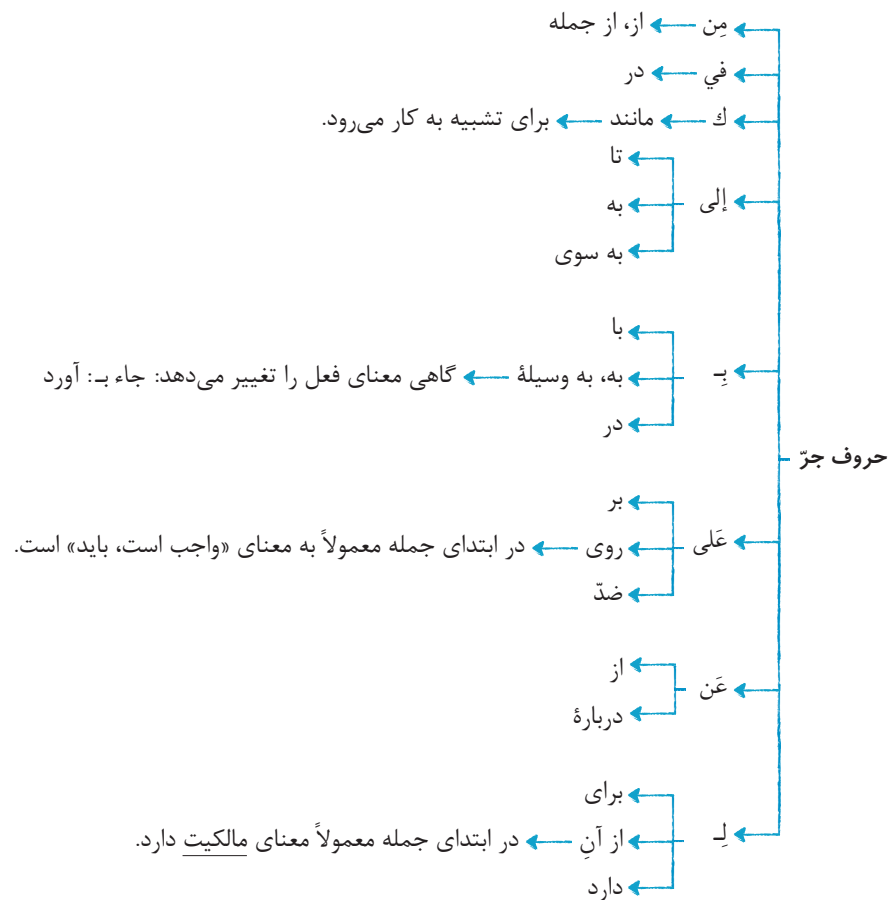 مِن از، از جمله
في در
ك مانند برای تشبیه به کار می‌رود.
تا
إلی به
به سوی
با
بِـ به، به وسیلهٔ گاهی معنای فعل را تغییر می‌دهد: جاء بـ: آورد
در
حروف جرّ
بر
عَلی روی در ابتدای جمله معمولاً به معنای «واجب است، باید» است.
ضدّ
از
عَن
دربارهٔ
برای
لِـ از آنِ در ابتدای جمله معمولاً معنای مالکیت دارد.
دارد